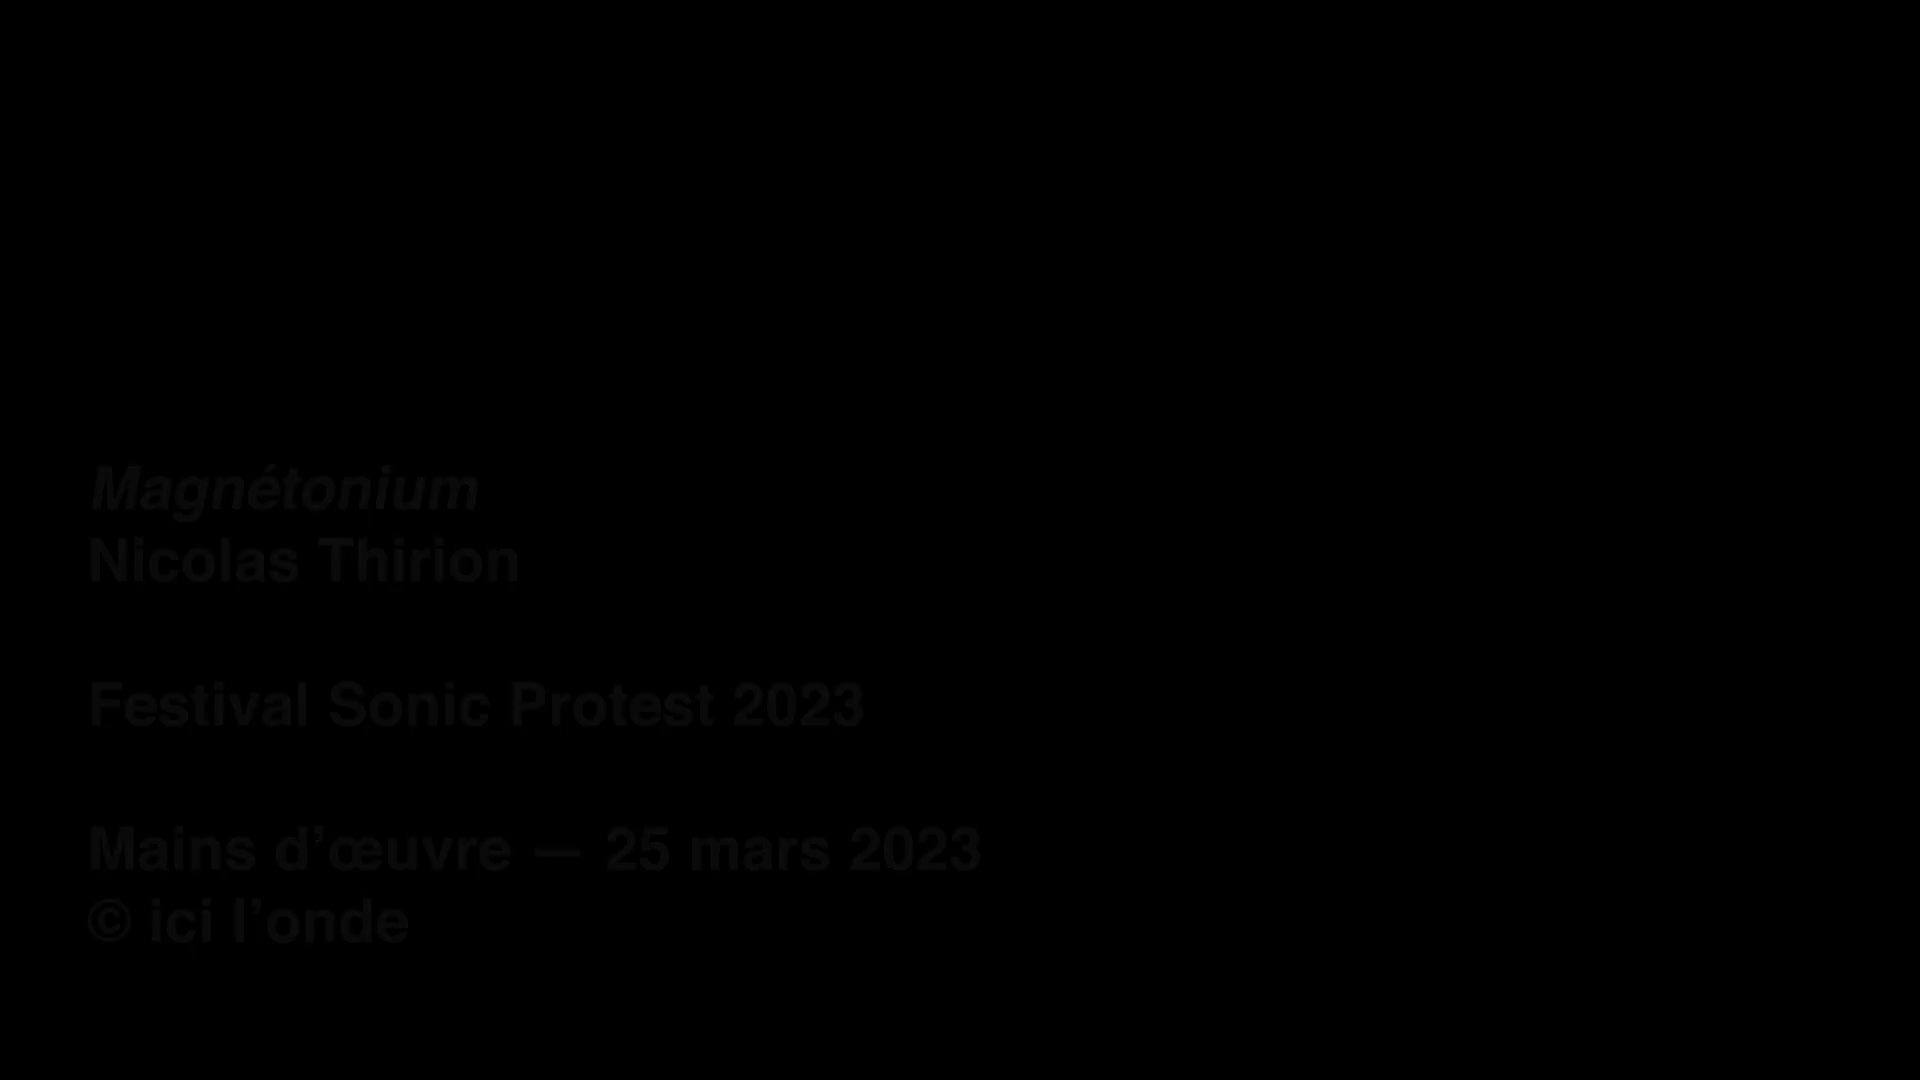 Magnétonium
Nicolas Thirion
Festival Sonic Protest 2023
Mains d’œuvre — 25 mars 2023
© ici l’onde